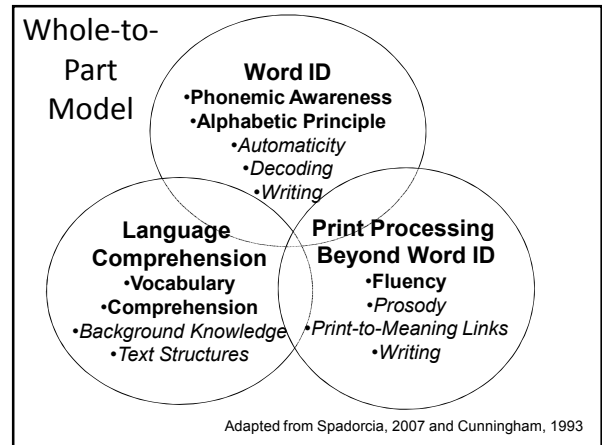 Whole-to-
Part
Model
Word ID
•Phonemic Awareness
•Alphabetic Principle
•Automaticity
•Decoding
•Writing
Language
Comprehension
•Vocabulary
•Comprehension
•Background Knowledge
•Text Structures
Print Processing
Beyond Word ID
•Fluency
•Prosody
•Print-to-Meaning Links
•Writing
Adapted from Spadorcia, 2007 and Cunningham, 1993